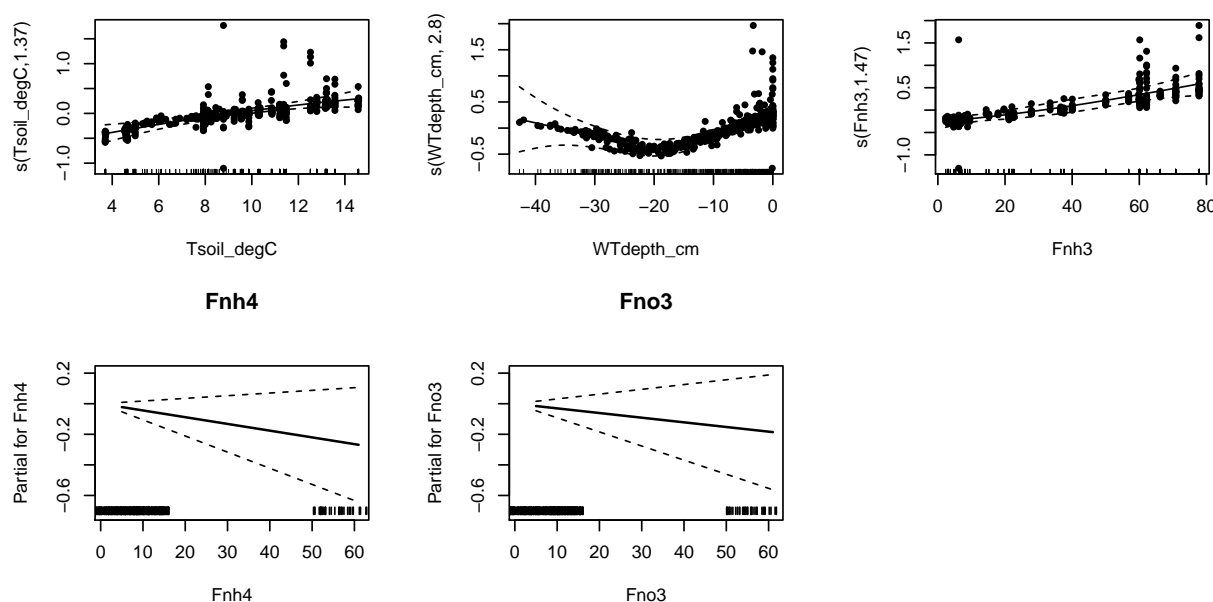 s(Tsoil_degC,1.37)
−1.0 0.0 1.0
4 6 8 10 12 14
Tsoil_degC
s(WTdepth_cm, 2.8)
−0.5 0.5 1.5
−40 −30 −20 −10 0
WTdepth_cm
s(Fnh3,1.47)
−1.0 0.5 1.5
0 20 40 60 80
Fnh3
Fnh4
Partial for Fnh4
−0.6 −0.2 0.2
0 10 20 30 40 50 60
Fnh4
Fno3
Partial for Fno3
−0.6 −0.2 0.2
0 10 20 30 40 50 60
Fno3